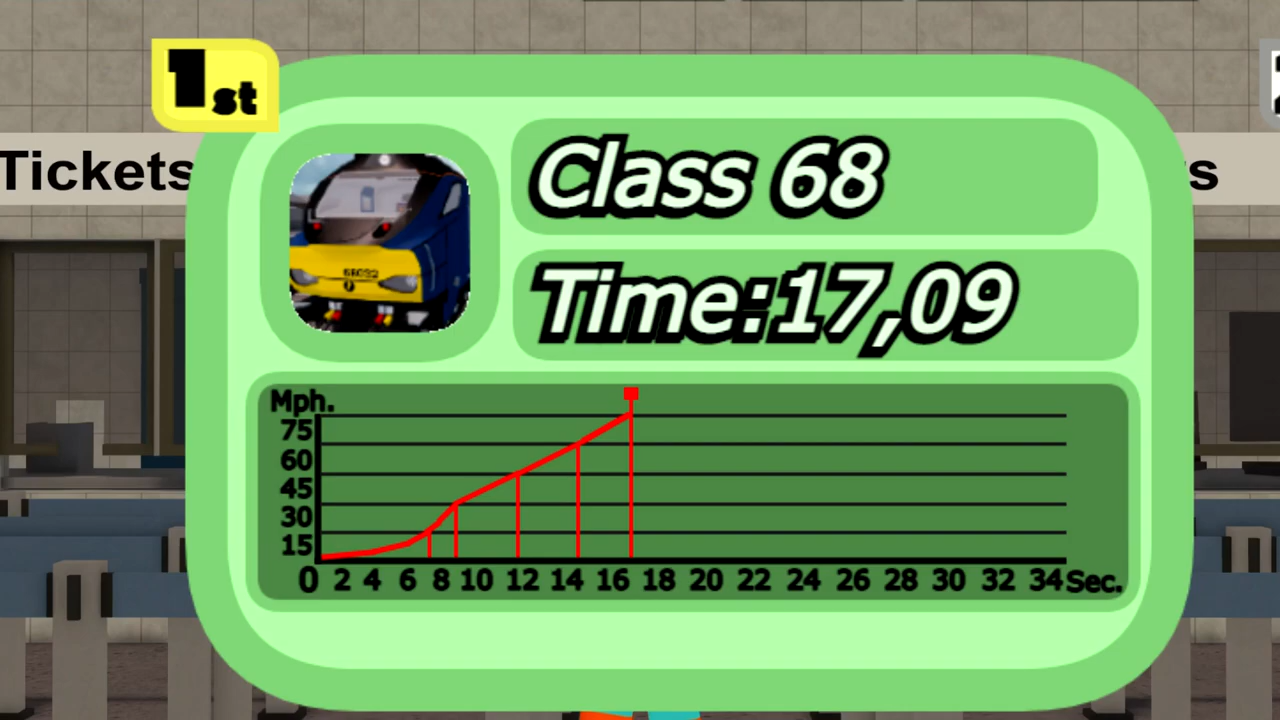 1st
Tickets
s
Class 68
68032
Time:17,09
Mph.
75
60
45
30
15
0 2 4 6 8 10 12 14 16 18 20 22 24 26 28 30 32 34 Sec.